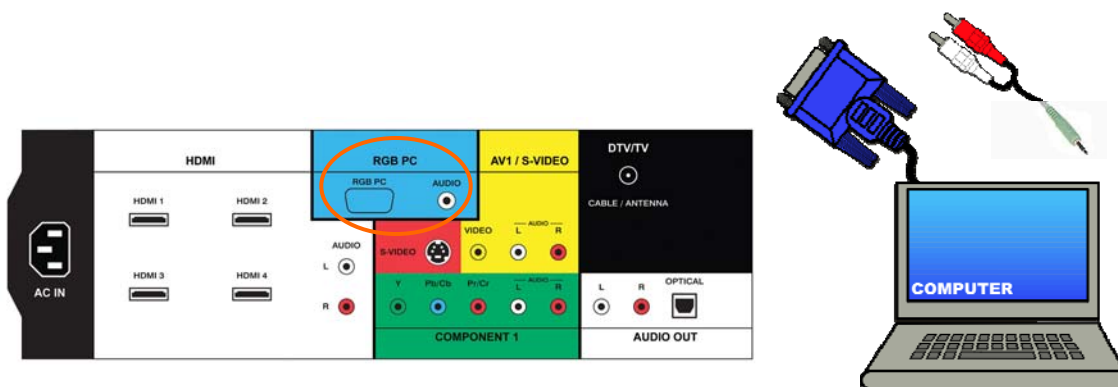 HDMI
HDMI 1
HDMI 2
HDMI 3
HDMI 4
AC IN
AUDIO
L
R
RGB PC
RGB PC
AUDIO
AV1 / S-VIDEO
S-VIDEO
VIDEO
AUDIO
L R
Y Pb/Cb Pr/Cr
AUDIO
L R
COMPONENT 1
DTV/TV
CABLE / ANTENNA
L R OPTICAL
AUDIO OUT
COMPUTER